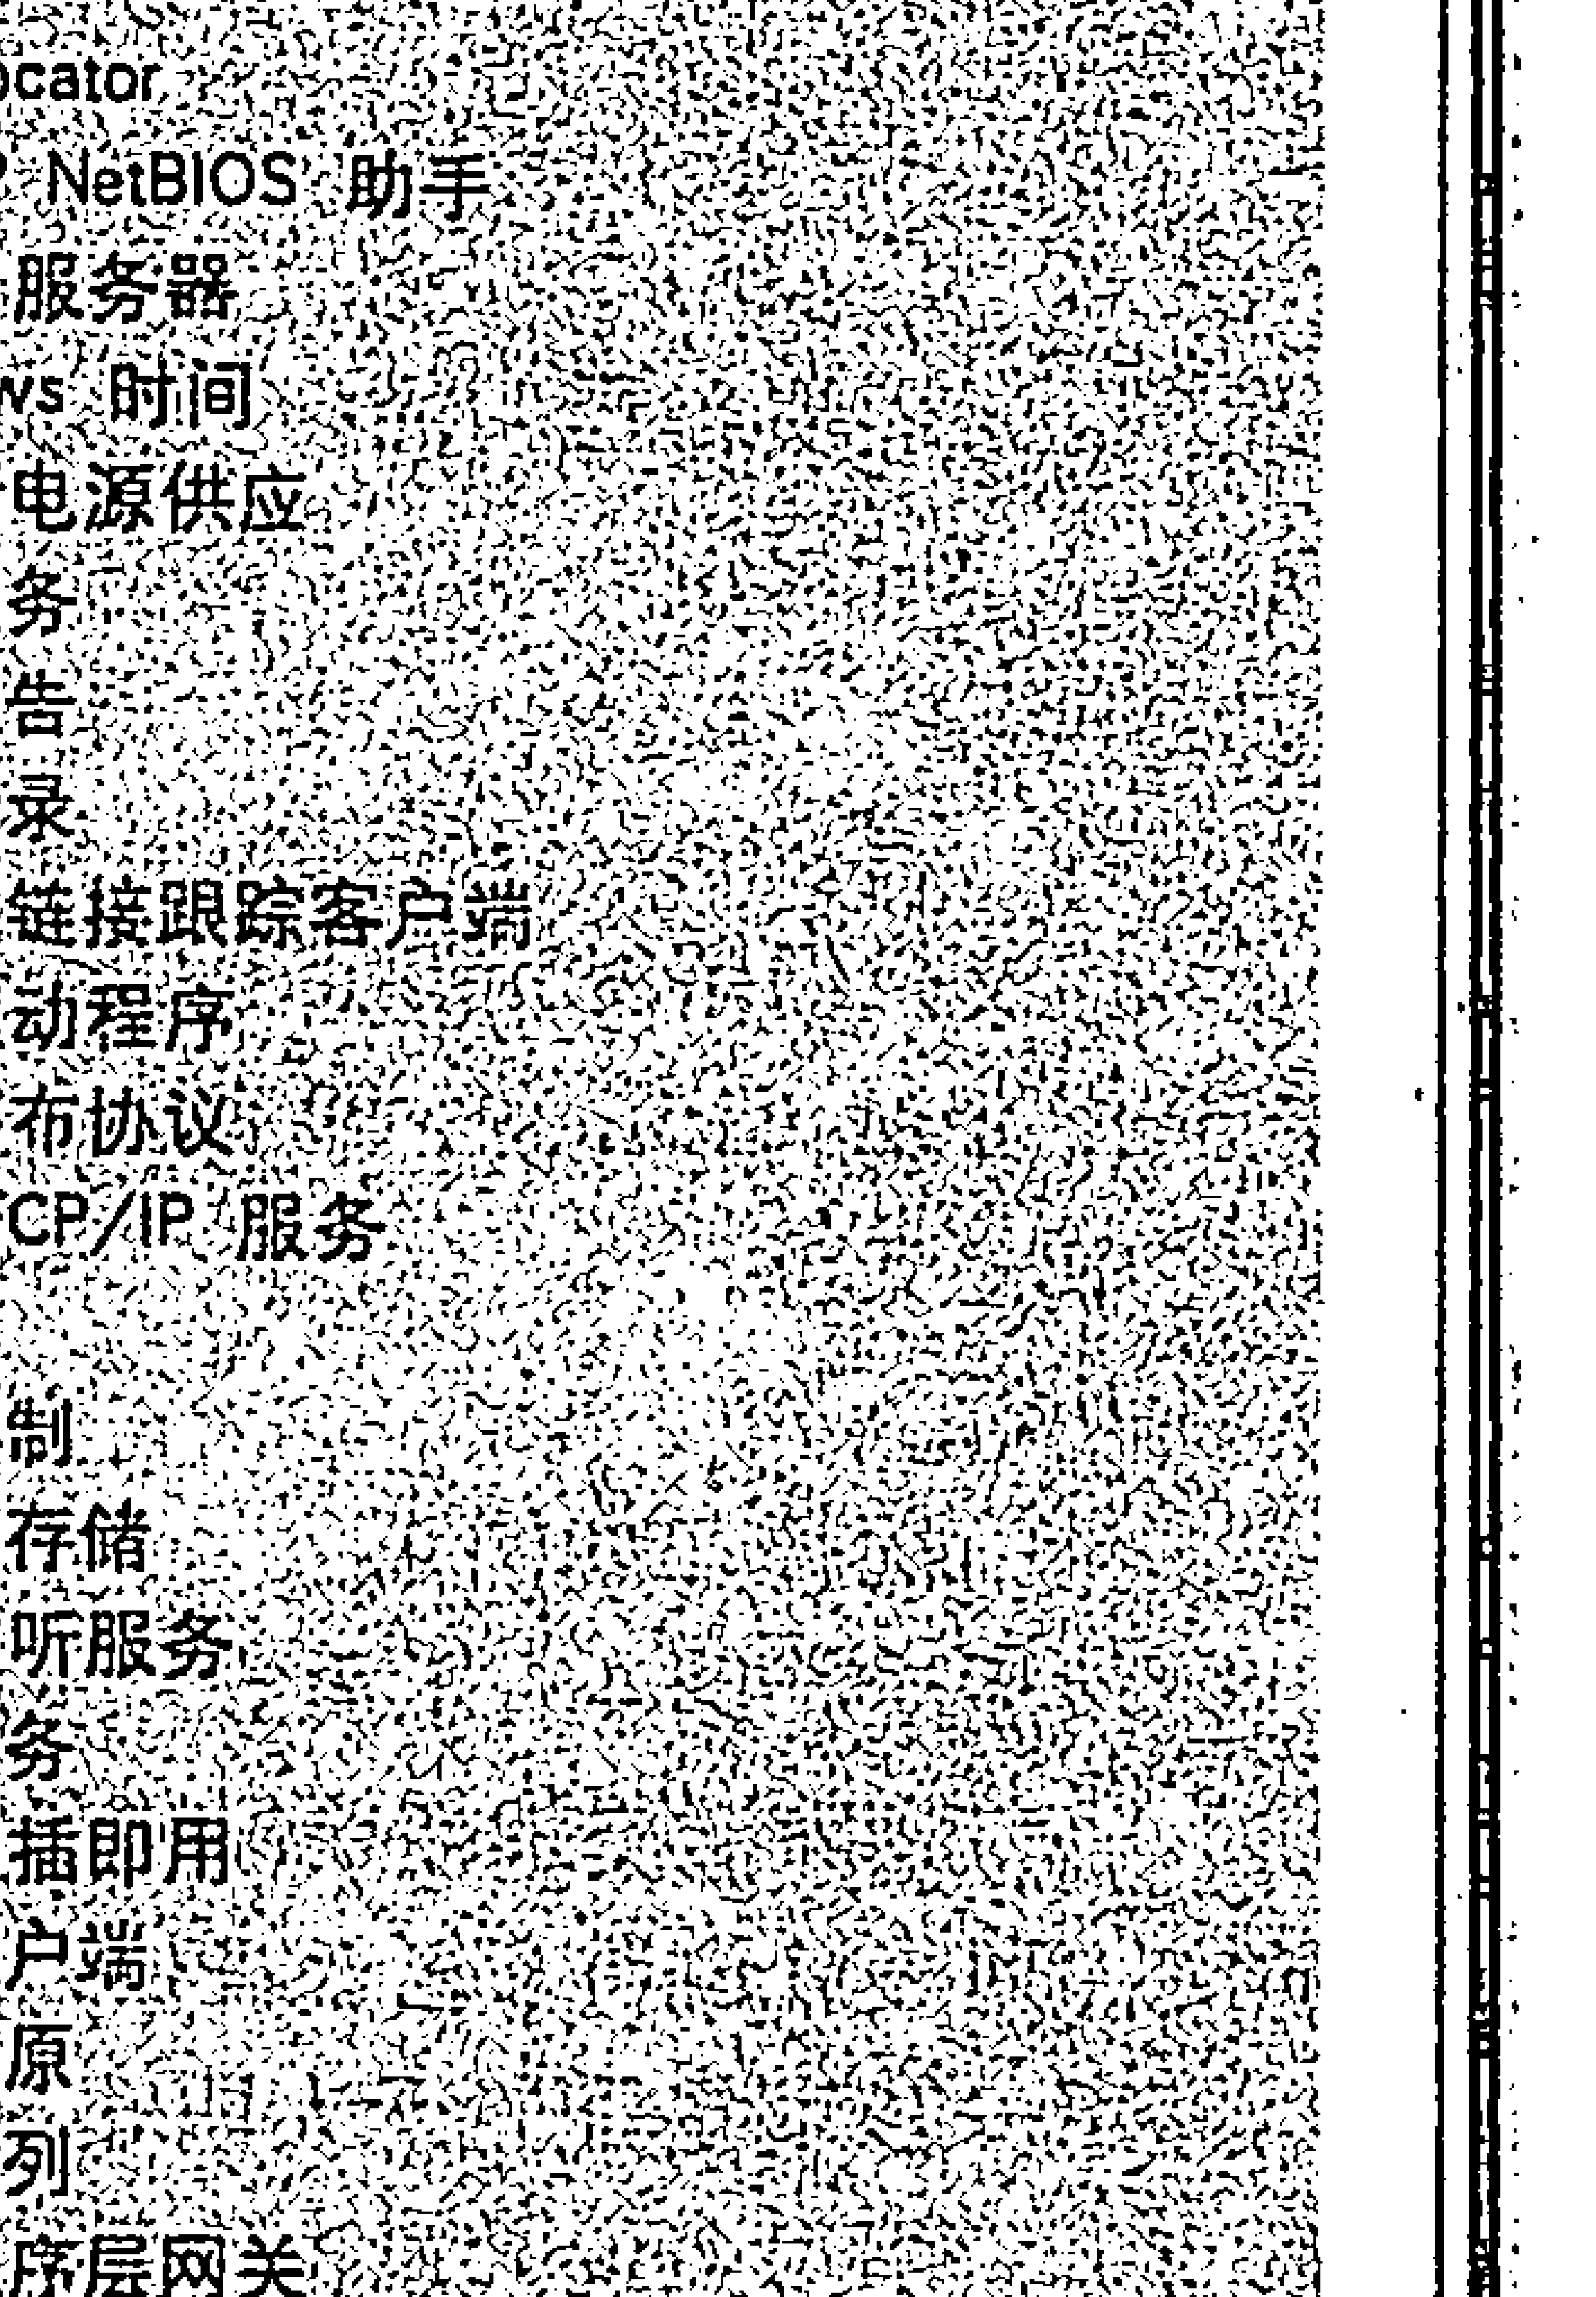 ocator
NetBIOS 助手
服务器
ws 时间
电源供应
务
告
录
链接跟踪客户端
动程序
布协议
CP/IP 服务
制
存储
听服务
务
插即用
户端
原
列
序层网关